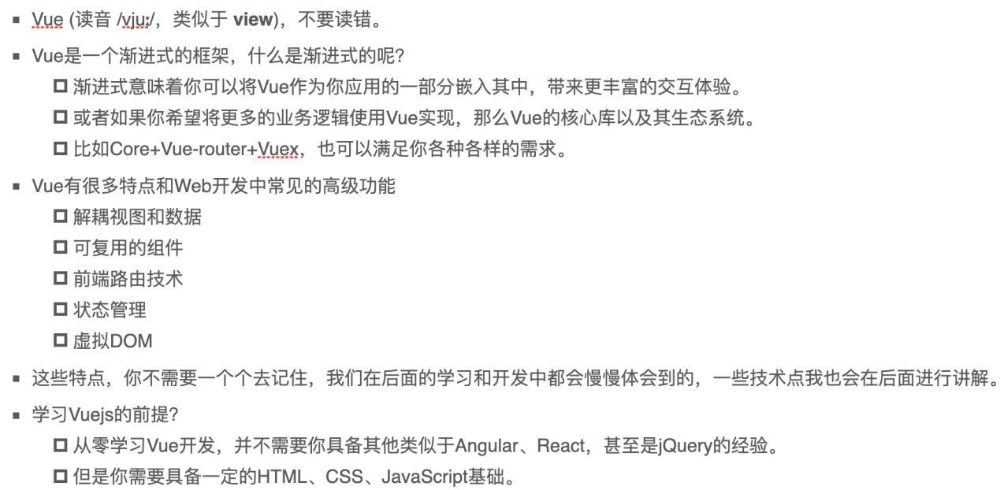 ▪ Vue (读音 /vjuː/，类似于 view)，不要读错。
▪ Vue是一个渐进式的框架，什么是渐进式的呢?
渐进式意味着你可以将Vue作为你应用的一部分嵌入其中，带来更丰富的交互体验。
或者如果你希望将更多的业务逻辑使用Vue实现，那么Vue的核心库以及其生态系统。
比如Core+Vue-router+Vuex，也可以满足你各种各样的需求。
▪ Vue有很多特点和Web开发中常见的高级功能
解耦视图和数据
可复用的组件
前端路由技术
状态管理
虚拟DOM
▪ 这些特点，你不需要一个个去记住，我们在后面的学习和开发中都会慢慢体会到的，一些技术点我也会在后面进行讲解。
▪ 学习Vuejs的前提?
从零学习Vue开发，并不需要你具备其他类似于Angular、React，甚至是jQuery的经验。
但是你需要具备一定的HTML、CSS、JavaScript基础。